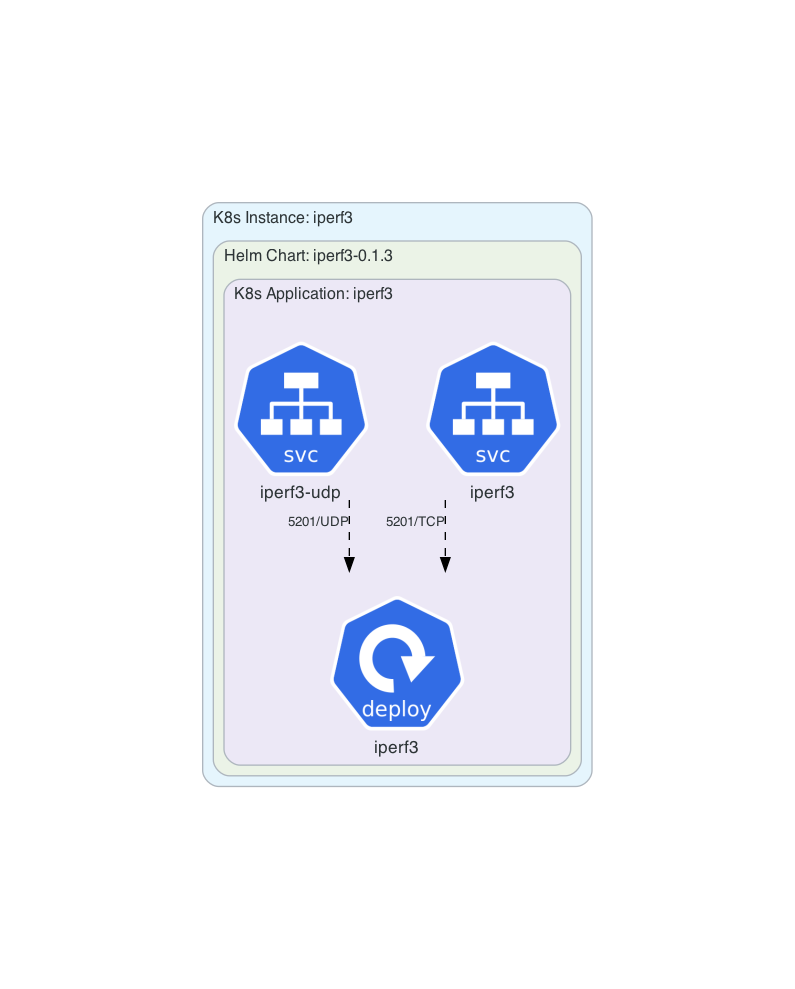 K8s Instance: iperf3
Helm Chart: iperf3-0.1.3
K8s Application: iperf3
svc
svc
iperf3-udp
iperf3
5201/UDP
5201/TCP
deploy
iperf3